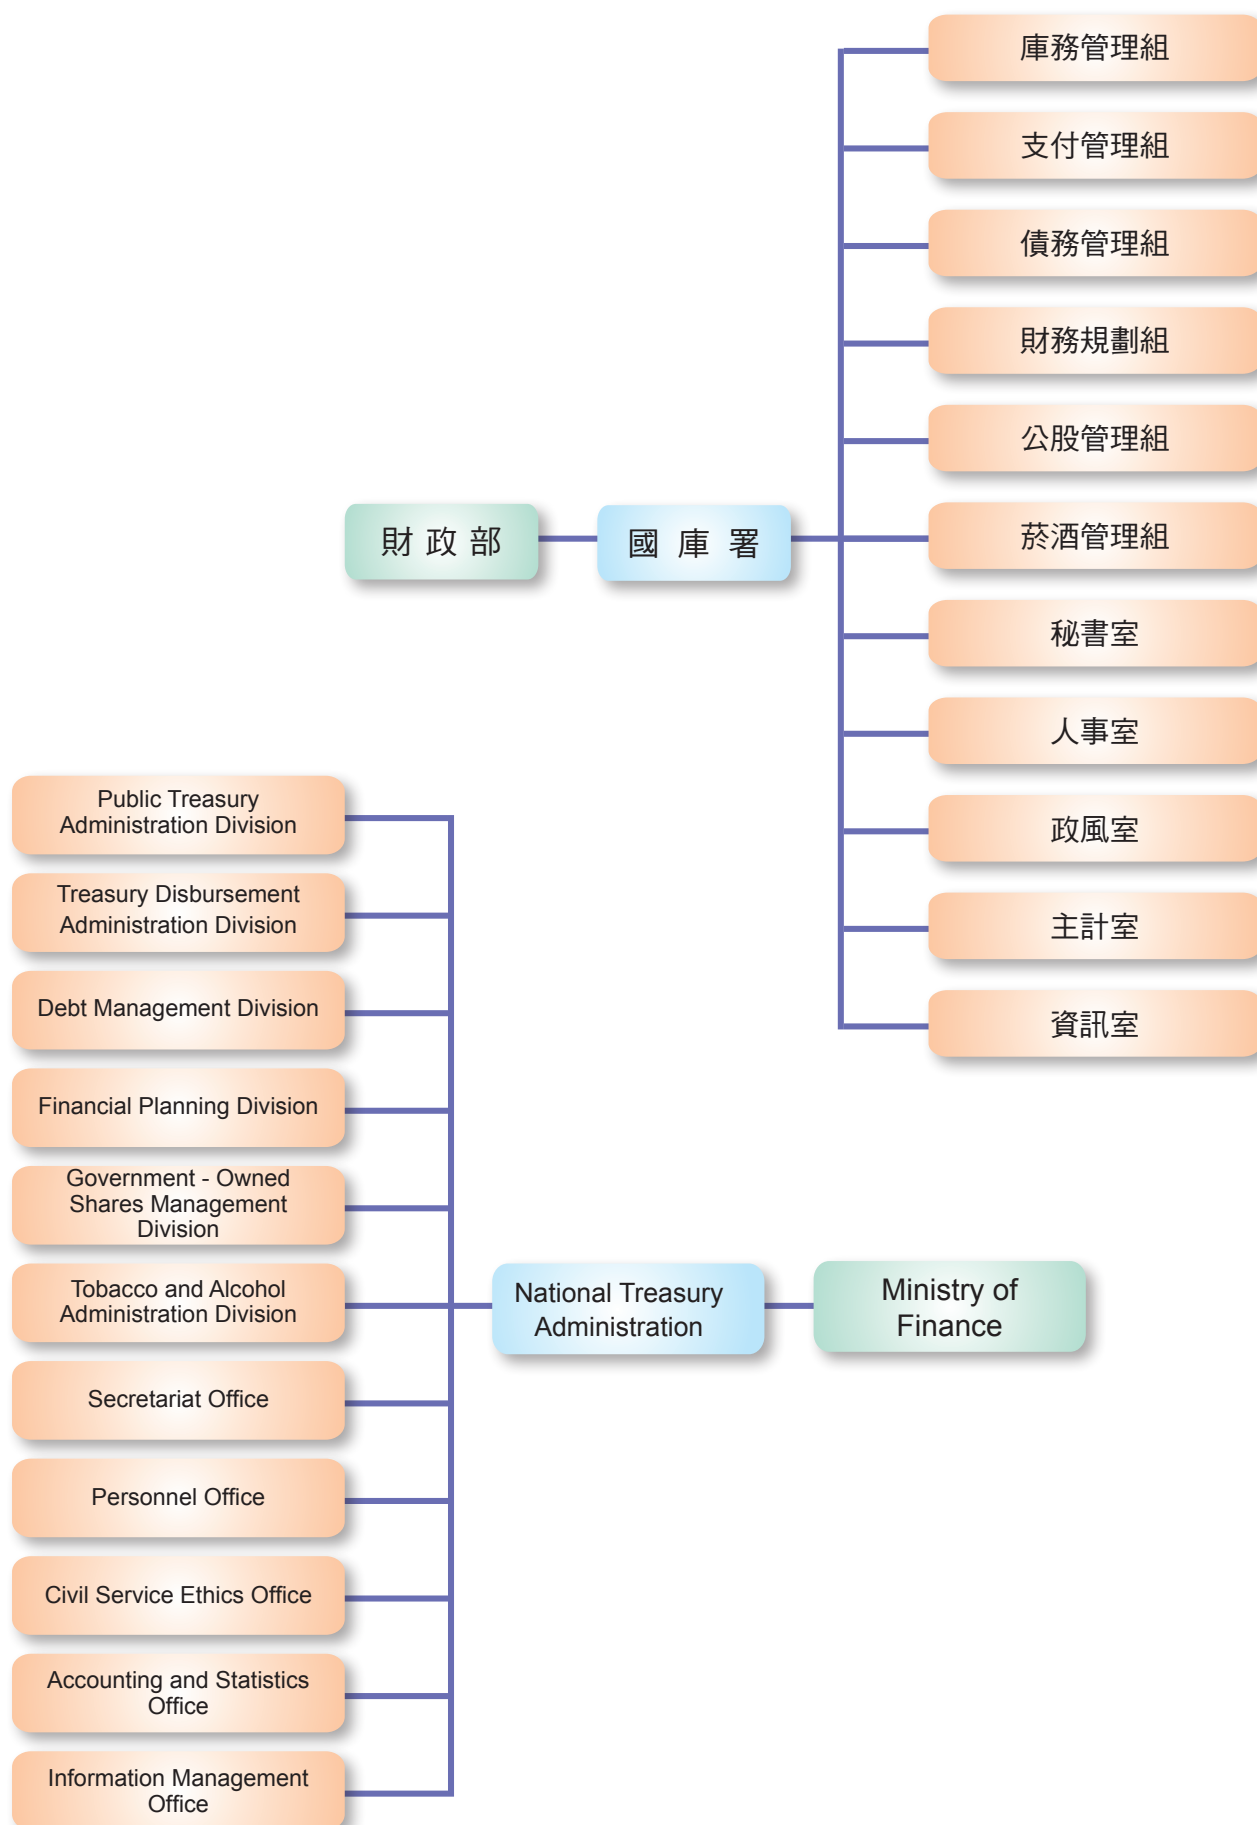 庫務管理組
支付管理組
債務管理組
財務規劃組
公股管理組
財政部
國庫署
菸酒管理組
秘書室
人事室
政風室
主計室
資訊室
Public Treasury
Administration Division
Treasury Disbursement
Administration Division
Debt Management Division
Financial Planning Division
Government - Owned
Shares Management
Division
Tobacco and Alcohol
Administration Division
National Treasury
Administration
Ministry of
Finance
Secretariat Office
Personnel Office
Civil Service Ethics Office
Accounting and Statistics
Office
Information Management
Office